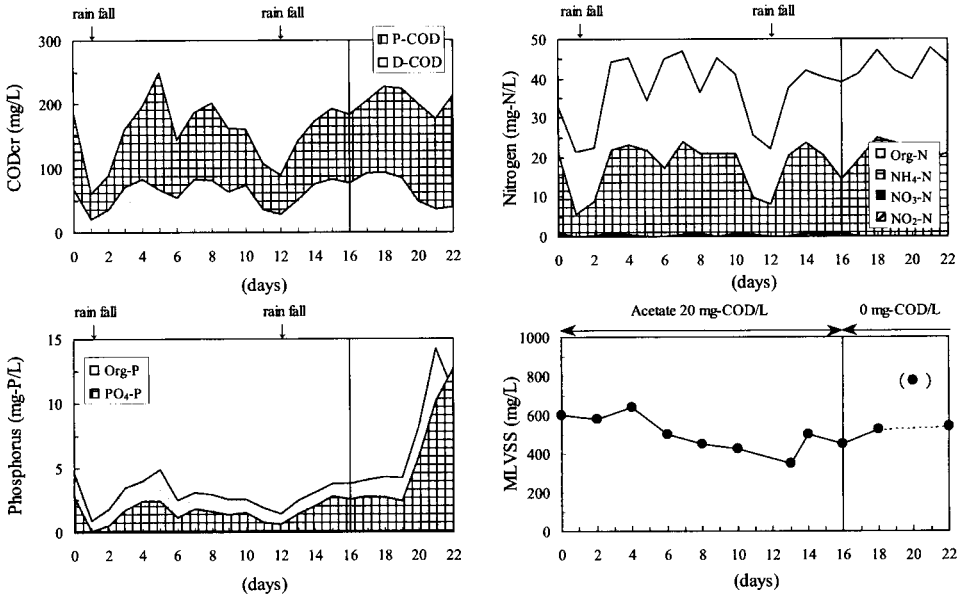 rain fall
rain fall
300
200
100
0
CODcr (mg/L)
P-COD
D-COD
0 2 4 6 8 10 12 14 16 18 20 22
(days)
rain fall
rain fall
50
40
30
20
10
0
Nitrogen (mg-N/L)
Org-N
NH₄-N
NO₃-N
NO₂-N
0 2 4 6 8 10 12 14 16 18 20 22
(days)
rain fall
rain fall
15
10
5
0
Phosphorus (mg-P/L)
Org-P
PO₄-P
0 2 4 6 8 10 12 14 16 18 20 22
(days)
Acetate 20 mg-COD/L
0 mg-COD/L
1000
800
600
400
200
0
MLVSS (mg/L)
( )
0 2 4 6 8 10 12 14 16 18 20 22
(days)